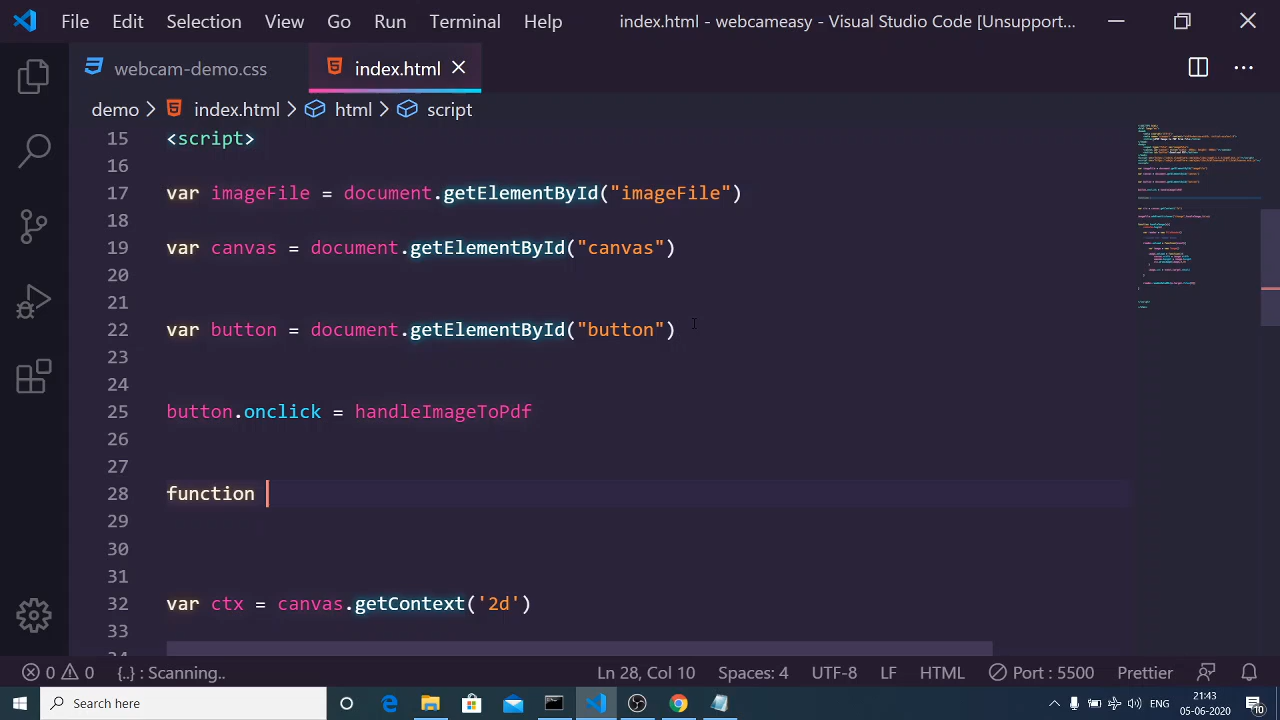 File Edit Selection View Go Run Terminal Help index.html - webcameasy - Visual Studio Code [Unsupport...
webcam-demo.css index.html
demo > index.html > html > script
15 <script>
16
17 var imageFile = document.getElementById("imageFile")
18
19 var canvas = document.getElementById("canvas")
20
21
22 var button = document.getElementById("button")
23
24
25 button.onclick = handleImageToPdf
26
27
28 function
29
30
31
32 var ctx = canvas.getContext('2d')
33
34
0 0 {..} : Scanning.. Ln 28, Col 10 Spaces: 4 UTF-8 LF HTML Port : 5500 Prettier
Search here ENG 21:43
05-06-2020 10